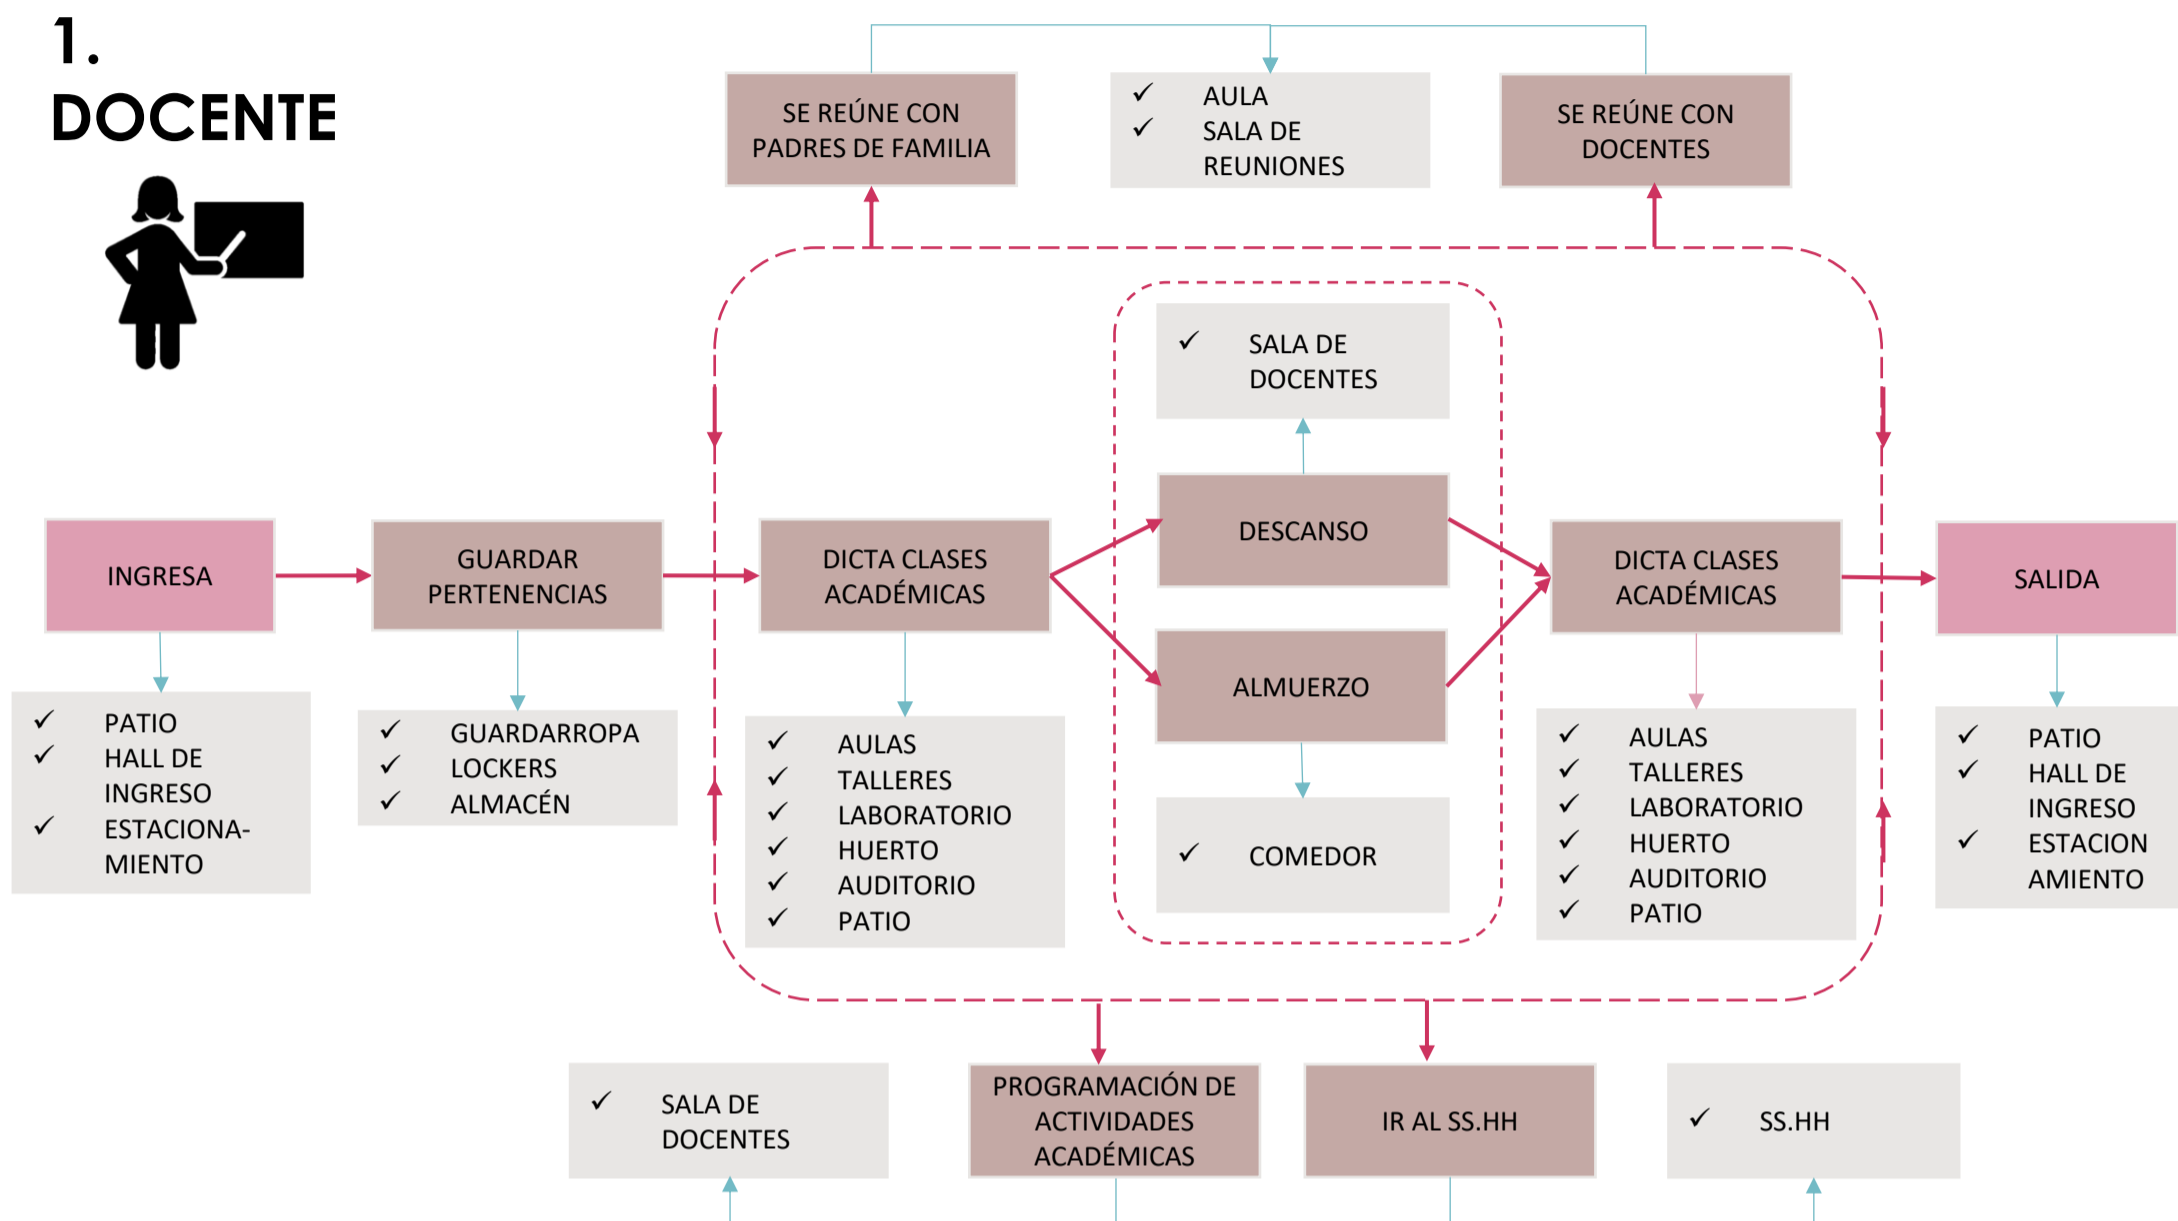 1.
DOCENTE
SE REÚNE CON
PADRES DE FAMILIA
✓ AULA
✓ SALA DE
REUNIONES
SE REÚNE CON
DOCENTES
✓ SALA DE
DOCENTES
INGRESA
GUARDAR
PERTENENCIAS
DICTA CLASES
ACADÉMICAS
DESCANSO
ALMUERZO
DICTA CLASES
ACADÉMICAS
SALIDA
✓ PATIO
✓ HALL DE
INGRESO
✓ ESTACIONA-
MIENTO
✓ GUARDARROPA
✓ LOCKERS
✓ ALMACÉN
✓ AULAS
✓ TALLERES
✓ LABORATORIO
✓ HUERTO
✓ AUDITORIO
✓ PATIO
✓ COMEDOR
✓ AULAS
✓ TALLERES
✓ LABORATORIO
✓ HUERTO
✓ AUDITORIO
✓ PATIO
✓ PATIO
✓ HALL DE
INGRESO
✓ ESTACION
AMIENTO
✓ SALA DE
DOCENTES
PROGRAMACIÓN DE
ACTIVIDADES
ACADÉMICAS
IR AL SS.HH
✓ SS.HH